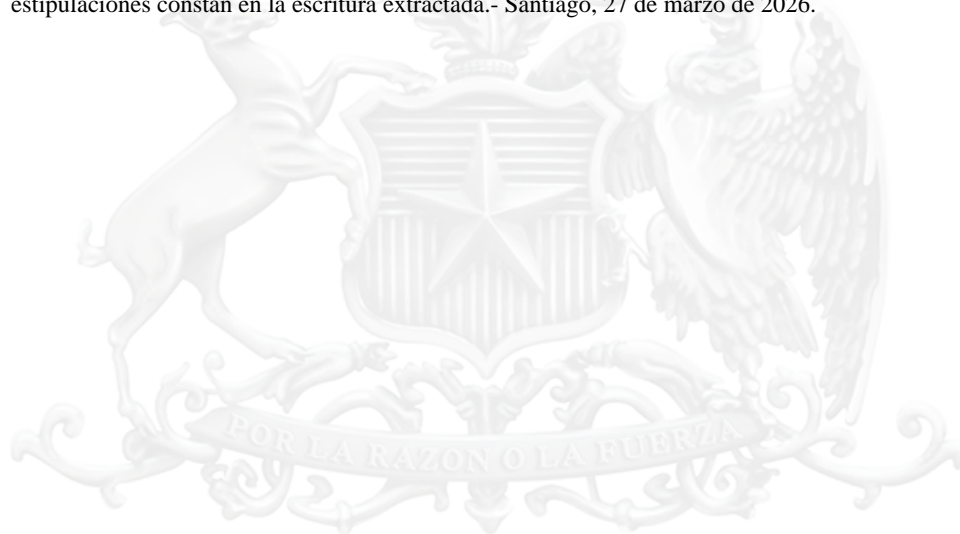 estipulaciones constan en la escritura extractada.- Santiago, 27 de marzo de 2026.
POR LA RAZON O LA FUERZA